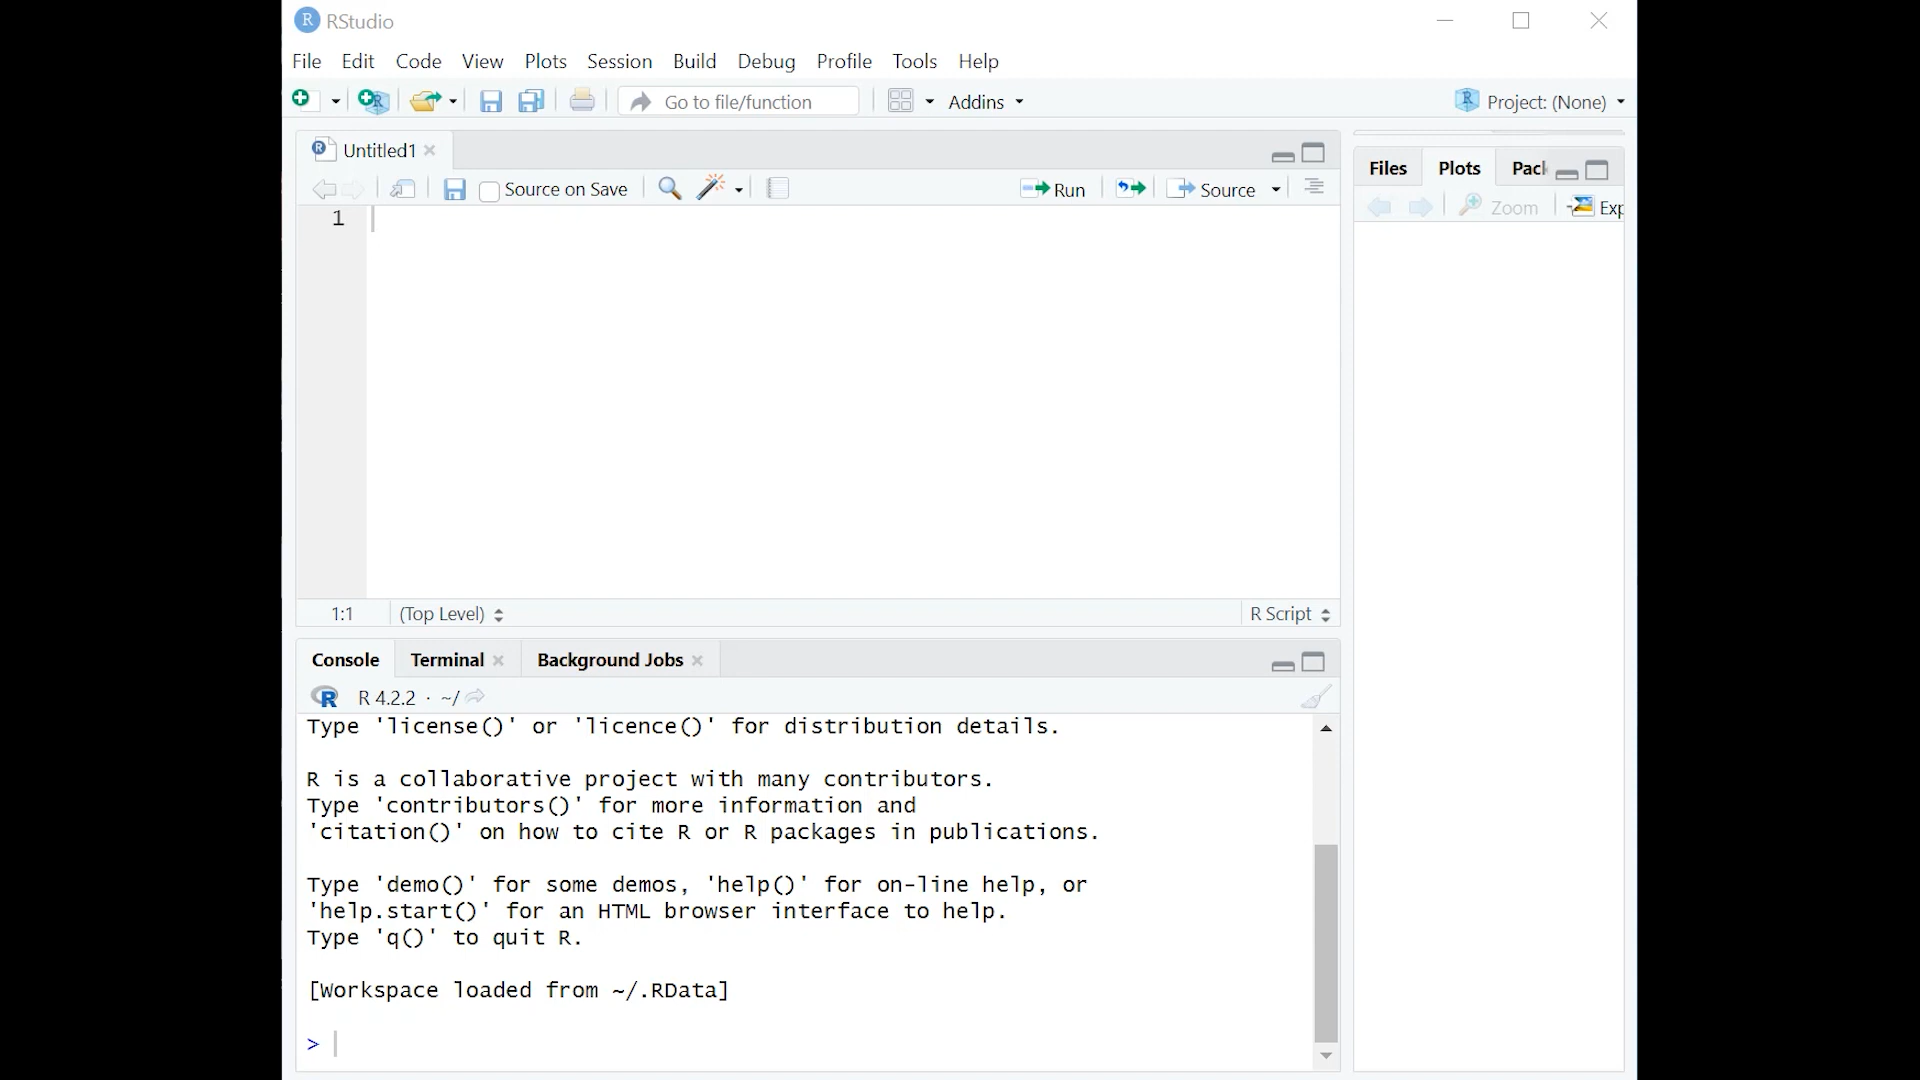 RStudio
File Edit Code View Plots Session Build Debug Profile Tools Help
Go to file/function Addins Project: (None)
Untitled1
Source on Save Run Source
1
1:1 (Top Level) R Script
Files Plots Pack
Zoom Exp
Console Terminal Background Jobs
R 4.2.2 · ~/
Type 'license()' or 'licence()' for distribution details.
R is a collaborative project with many contributors.
Type 'contributors()' for more information and
'citation()' on how to cite R or R packages in publications.
Type 'demo()' for some demos, 'help()' for on-line help, or
'help.start()' for an HTML browser interface to help.
Type 'q()' to quit R.
[Workspace loaded from ~/.RData]
>